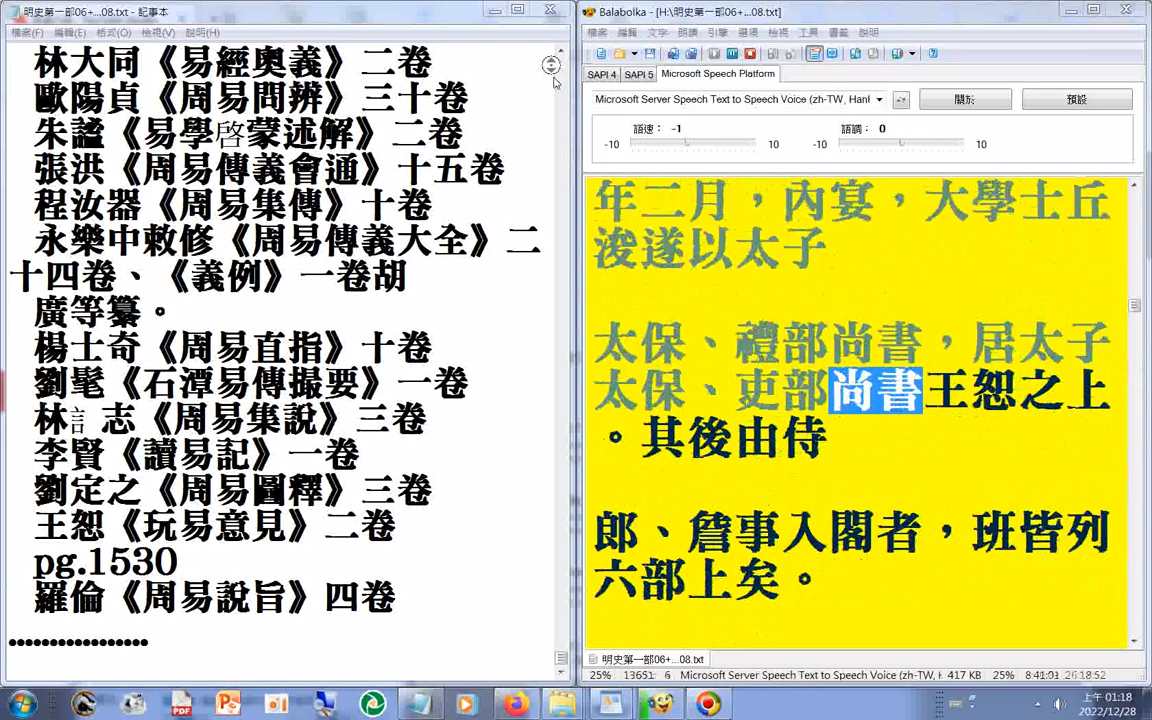 明史第一部06+...08.txt - 記事本
檔案(F) 編輯(E) 格式(O) 檢視(V) 說明(H)
林大同《易經奧義》二卷
歐陽貞《周易問辨》三十卷
朱謐《易學啓蒙述解》二卷
張洪《周易傳義會通》十五卷
程汝器《周易集傳》十卷
永樂中敕修《周易傳義大全》二
十四卷、《義例》一卷胡
廣等纂。
楊士奇《周易直指》十卷
劉髦《石潭易傳撮要》一卷
林訁志《周易集說》三卷
李賢《讀易記》一卷
劉定之《周易圖釋》三卷
王恕《玩易意見》二卷
pg.1530
羅倫《周易說旨》四卷
•••••••••••••••••
Balabolka - [H:\明史第一部06+...08.txt]
檔案 編輯 文字 朗讀 引擎 選項 檢視 工具 書籤 說明
SAPI 4 SAPI 5 Microsoft Speech Platform
Microsoft Server Speech Text to Speech Voice (zh-TW, Hanl
關於 預設
語速： -1 語調： 0
-10 10 -10 10
年二月，內宴，大學士丘
浚遂以太子
太保、禮部尚書，居太子
太保、吏部尚書王恕之上
。其後由侍
郎、詹事入閣者，班皆列
六部上矣。
明史第一部06+...08.txt
25% 13651: 6 Microsoft Server Speech Text to Speech Voice (zh-TW, H 417 KB 25% 8:41:01 26:18:52
上午 01:18
2022/12/28